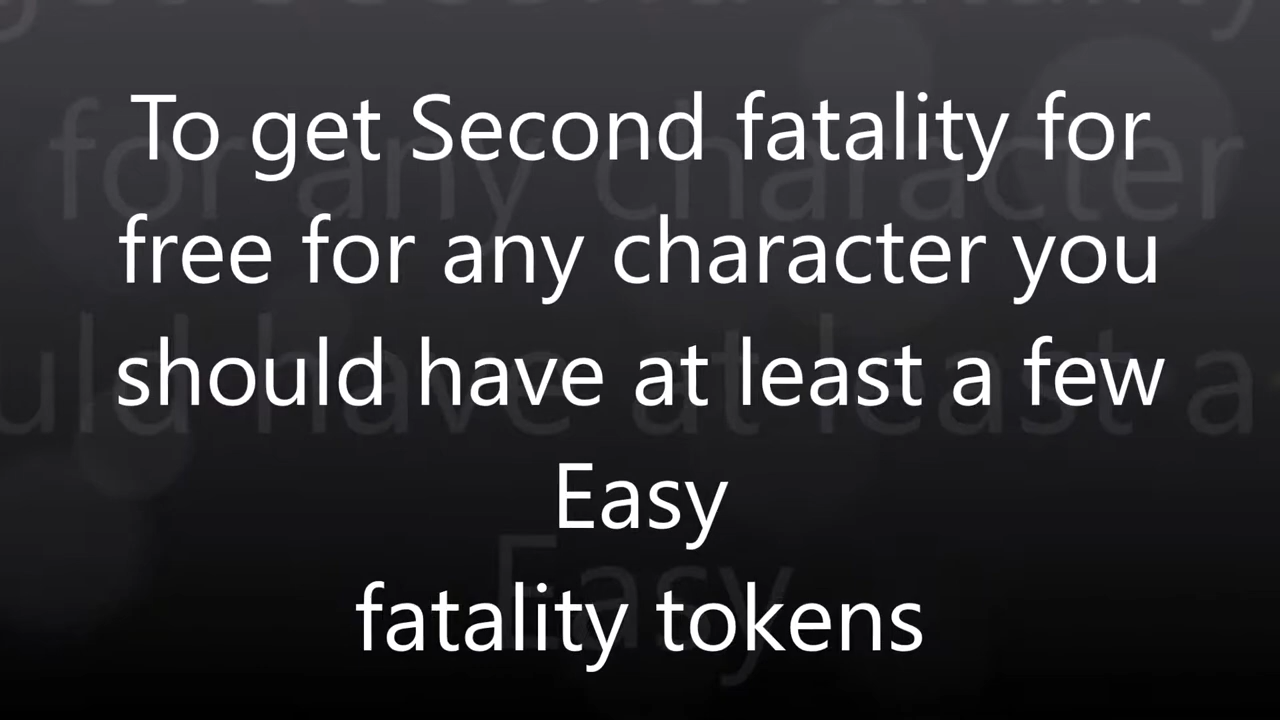 To get Second fatality for
free for any character you
should have at least a few
Easy
fatality tokens